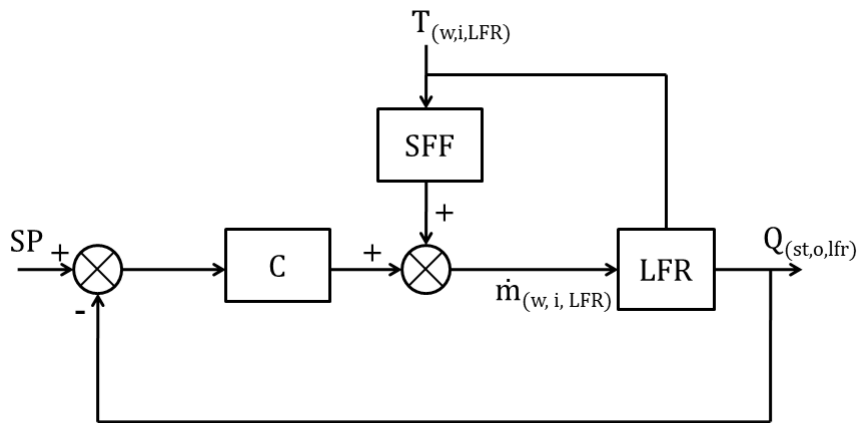 T(w,i,LFR)
SFF
+
SP + C + LFR Q(st,o,lfr)
- ṁ(w, i, LFR)